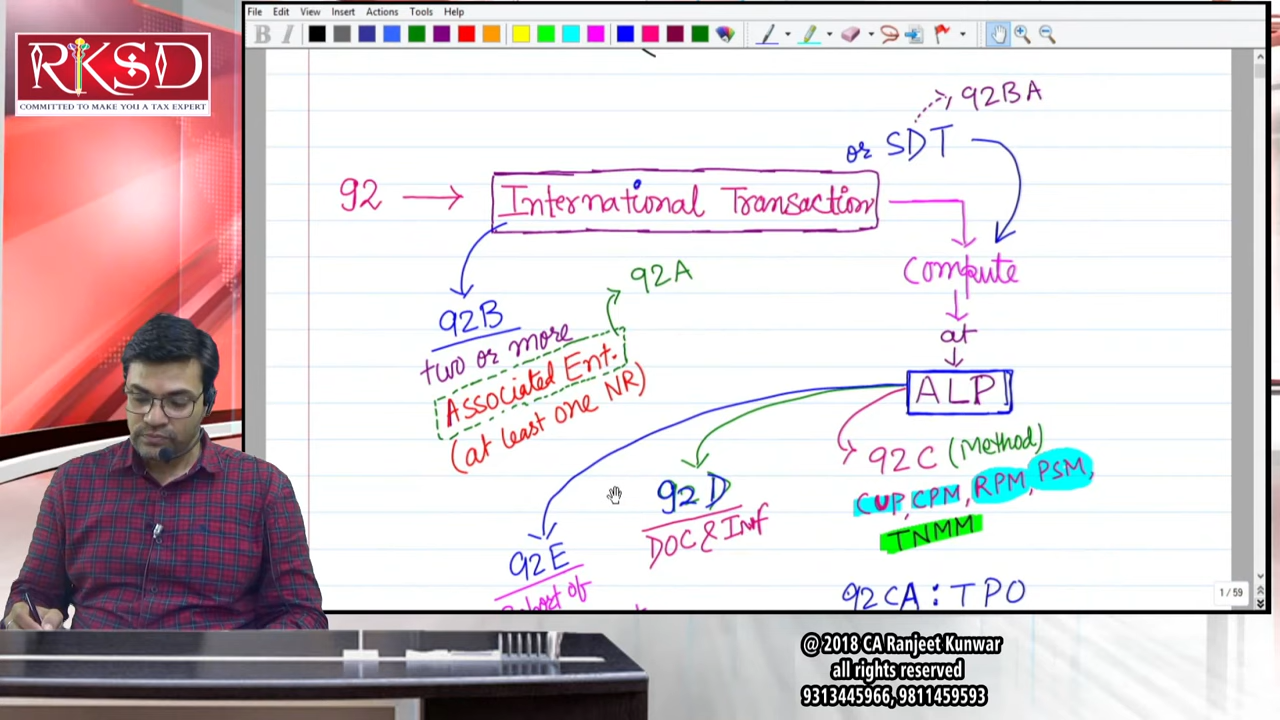 File Edit View Insert Actions Tools Help
B I
RKSD
COMMITTED TO MAKE YOU A TAX EXPERT
92BA
or SDT
92 → International Transaction
92A
Compute
92B
two or more
Associated Ent.
(at least one NR)
at
ALP
92C (Method)
CUP, CPM, RPM, PSM,
TNMM
92D
DOC & Inf
92E
of
92CA : TPO
1 / 59
@ 2018 CA Ranjeet Kunwar
all rights reserved
9313445966, 9811459593